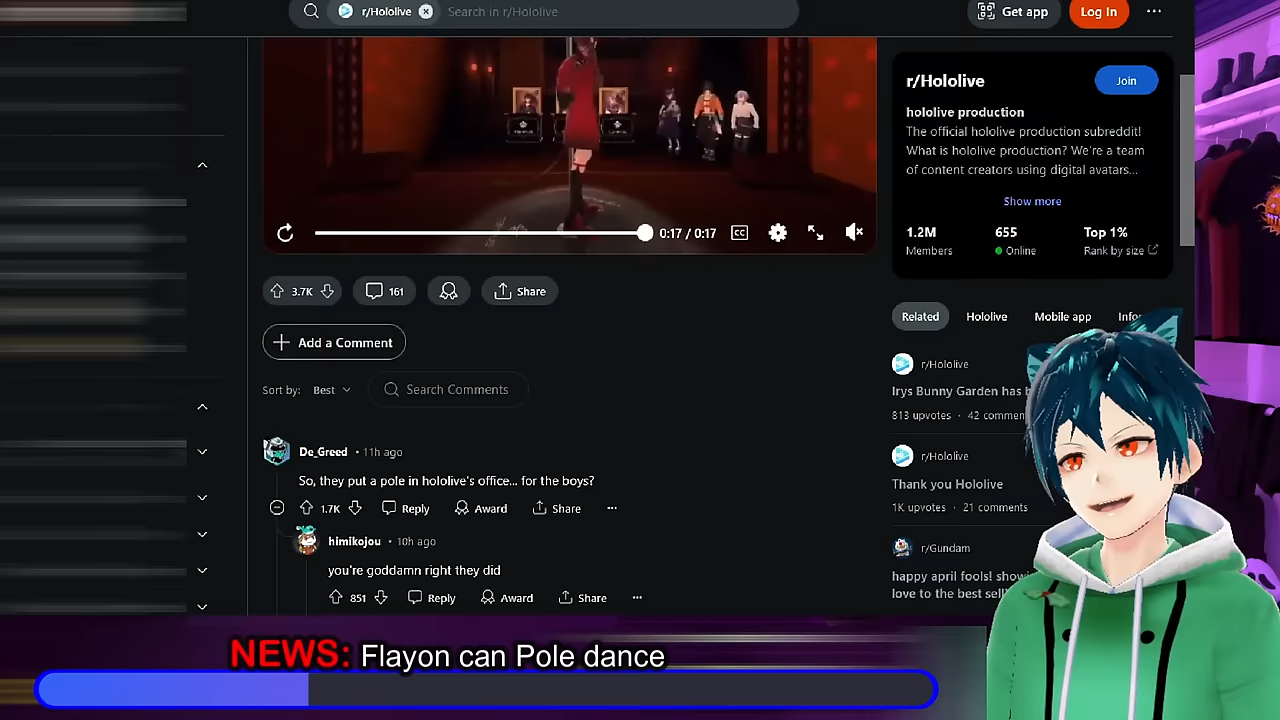 r/Hololive
Search in r/Hololive
Get app
Log In
r/Hololive
Join
hololive production
The official hololive production subreddit!
What is hololive production? We're a team
of content creators using digital avatars...
Show more
1.2M
655
Top 1%
Members
Online
Rank by size
0:17 / 0:17
CC
3.7K
161
Share
Add a Comment
Sort by:
Best
Search Comments
Related
Hololive
Mobile app
r/Hololive
Irys Bunny Garden has
813 upvotes · 42 commen
r/Hololive
Thank you Hololive
1K upvotes · 21 comments
r/Gundam
happy april fools!
love to the best
De_Greed • 11h ago
So, they put a pole in hololive's office... for the boys?
1.7K
Reply
Award
Share
himikojou • 10h ago
you're goddamn right they did
851
Reply
Award
Share
NEWS: Flayon can Pole dance